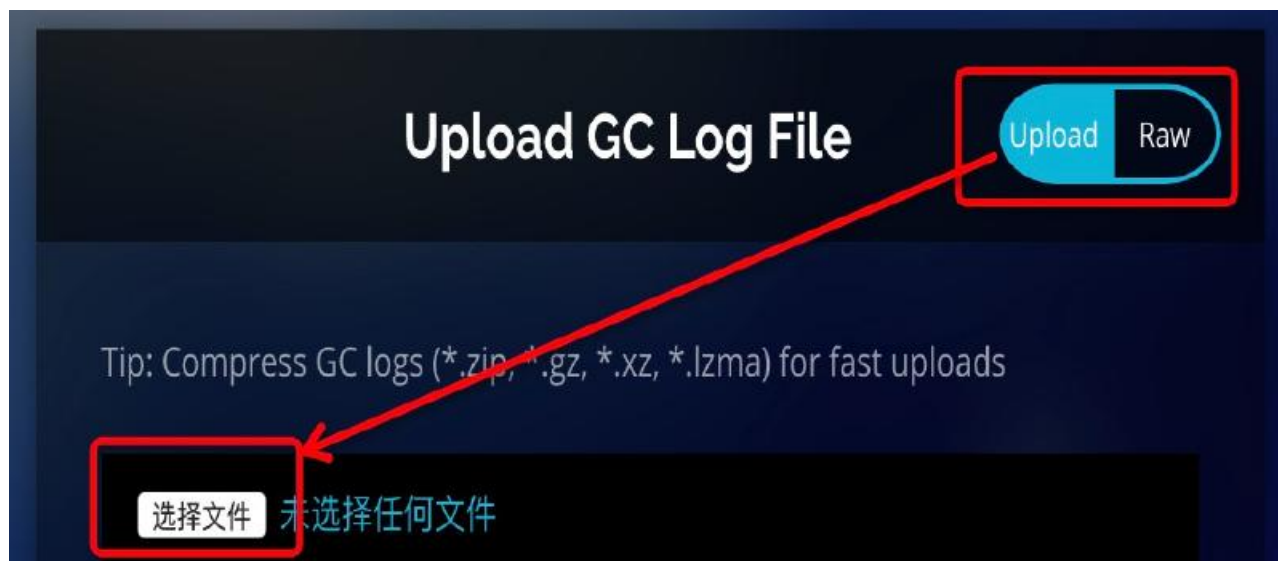 Upload GC Log File
Upload Raw
Tip: Compress GC logs (*.zip, *.gz, *.xz, *.lzma) for fast uploads
选择文件 未选择任何文件